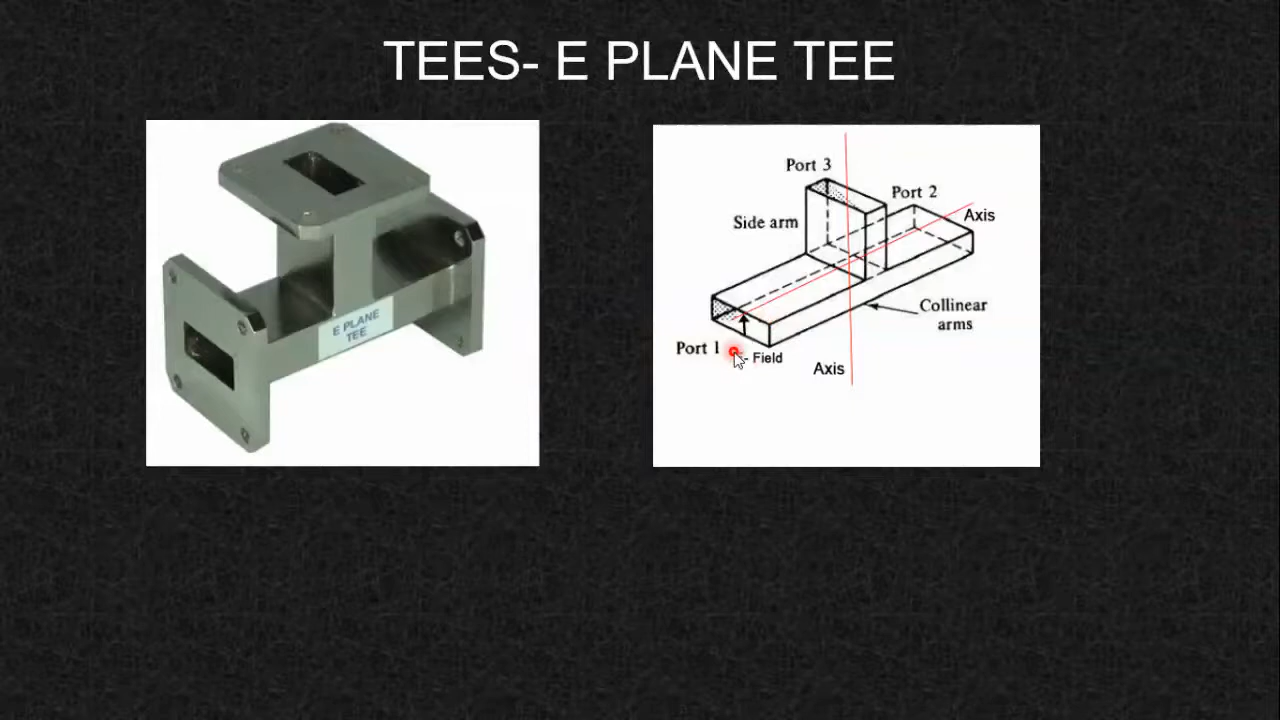 TEES- E PLANE TEE
E PLANE
TEE
Port 3
Port 2
Side arm
Axis
Collinear
arms
Port 1
- Field
Axis